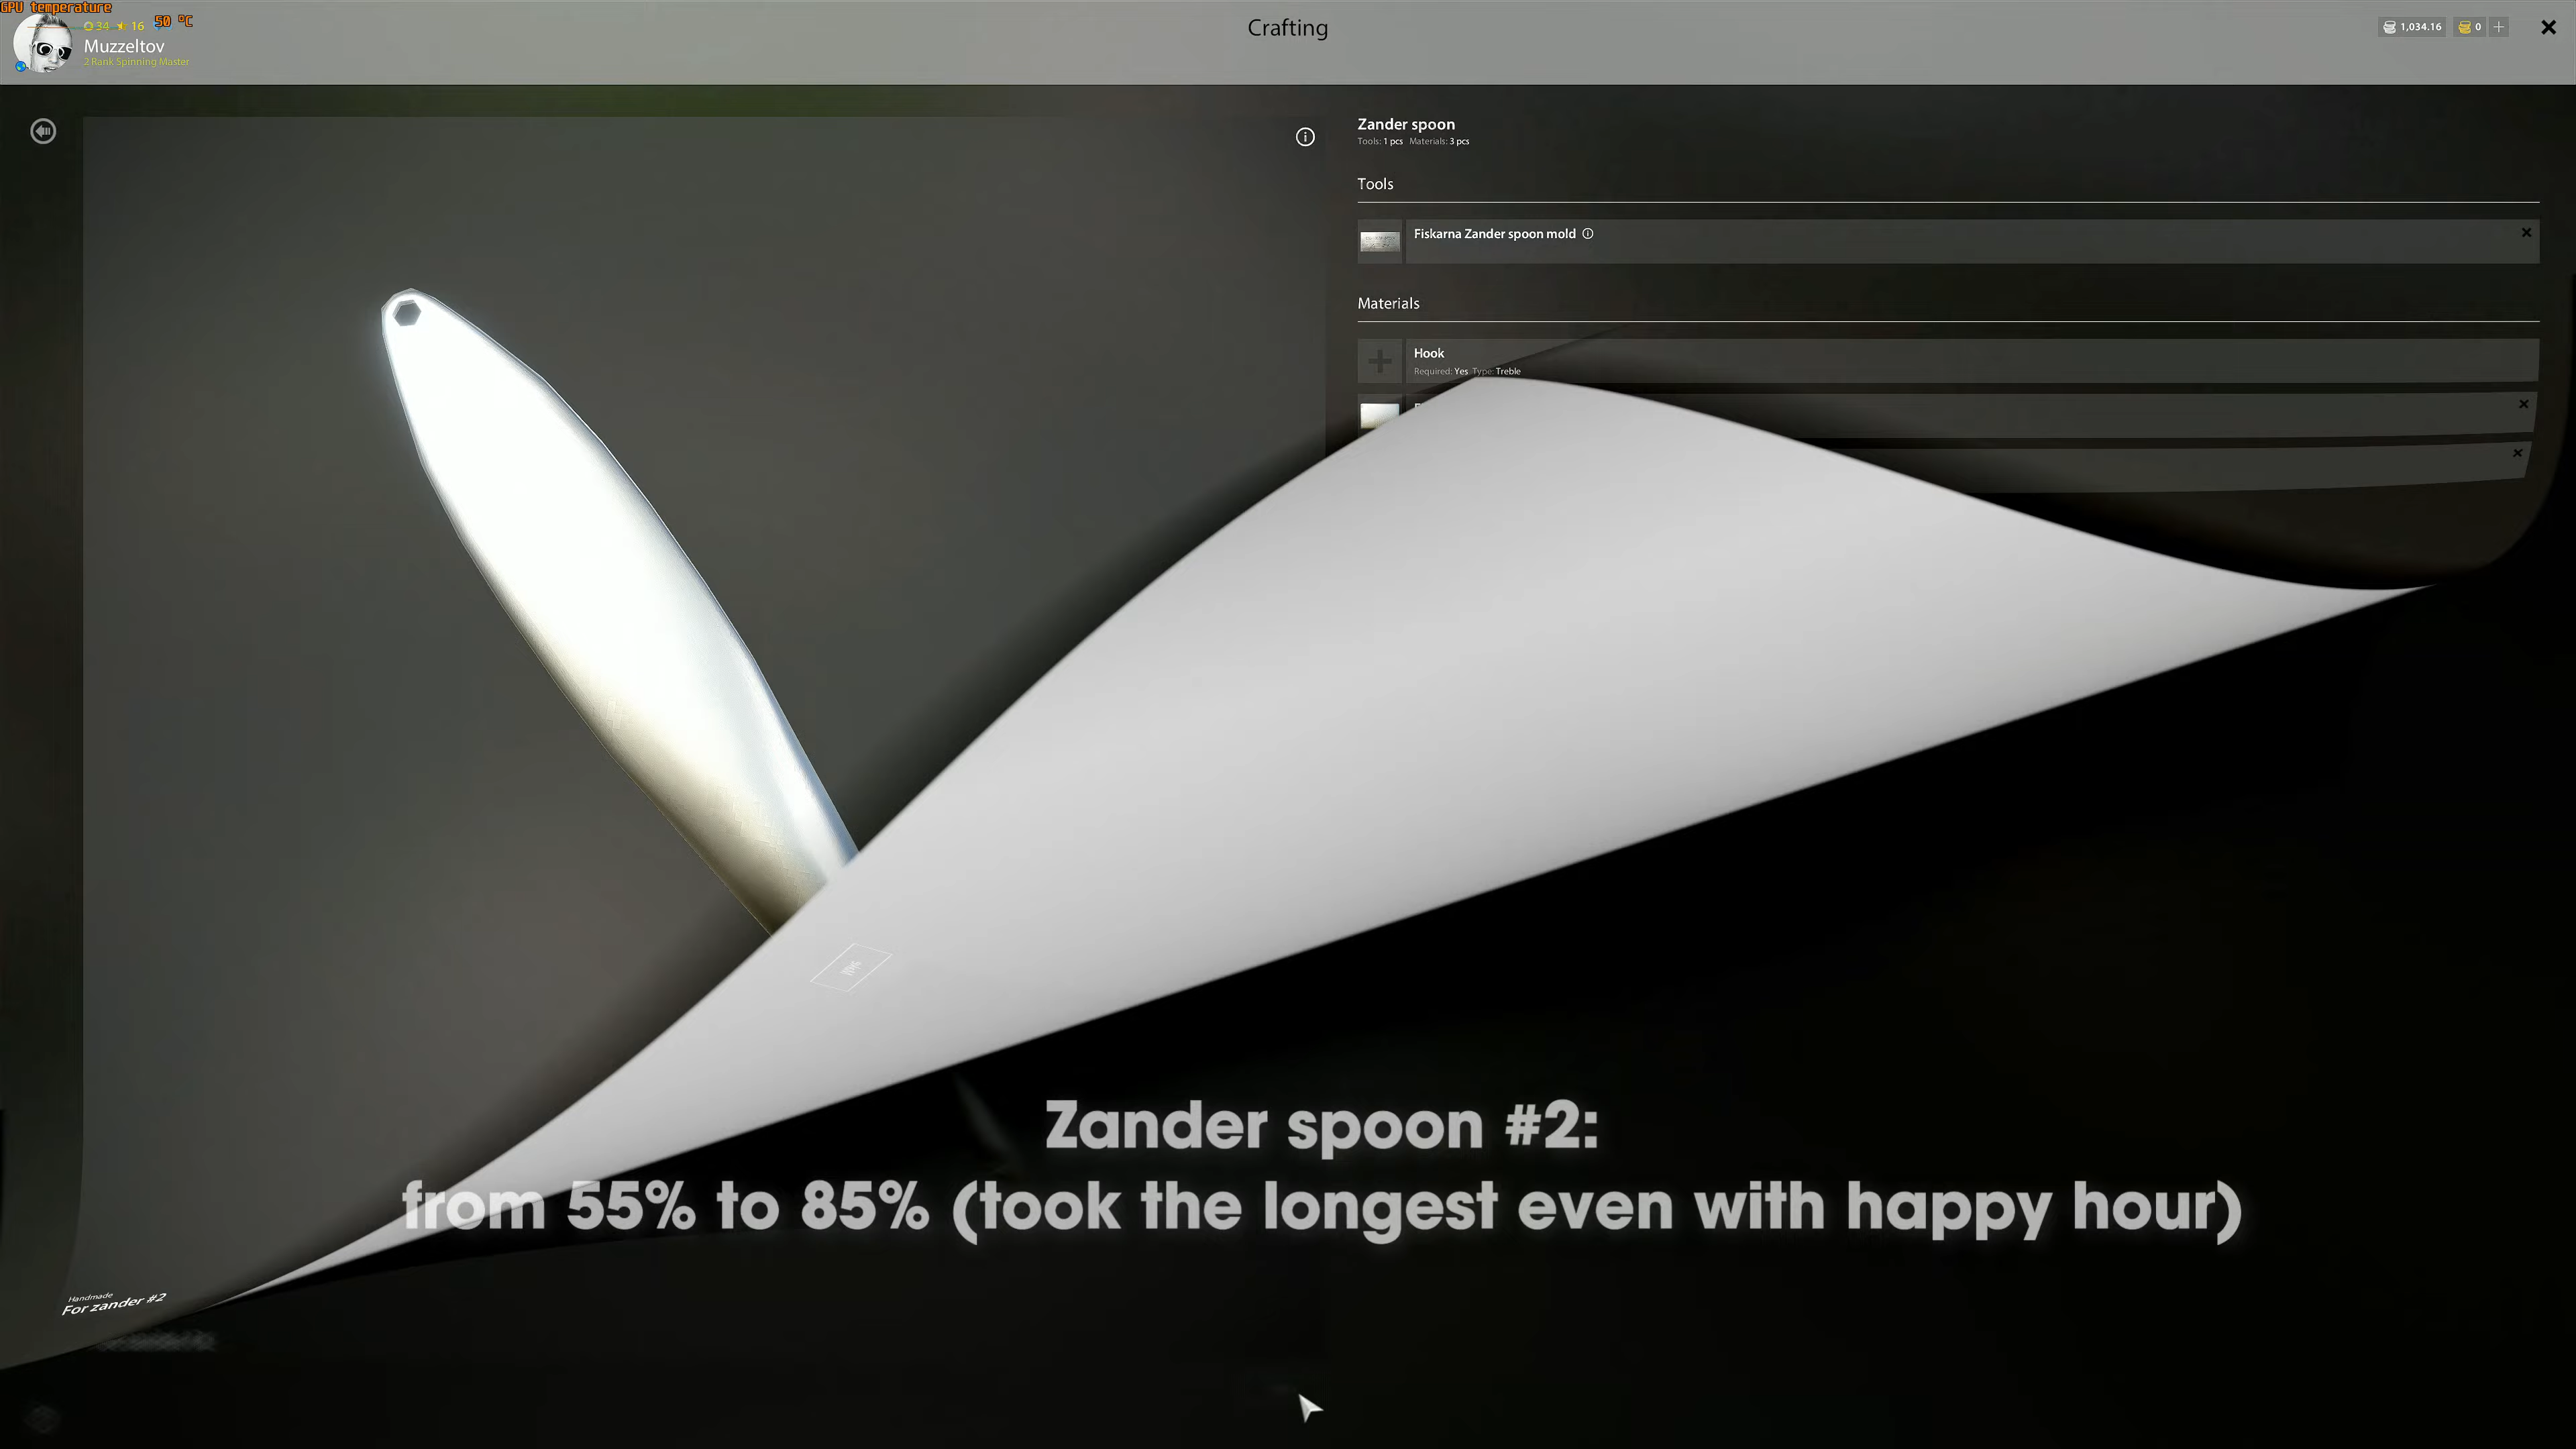 GPU temperature
34 16 50 °C
Muzzeltov
2 Rank Spinning Master
Crafting
1,034.16 0
Zander spoon
Tools: 1 pcs Materials: 3 pcs
Tools
Fiskarna Zander spoon mold
Materials
Hook
Required: Yes Type: Treble
Zander spoon #2:
from 55% to 85% (took the longest even with happy hour)
Handmade
For zander #2